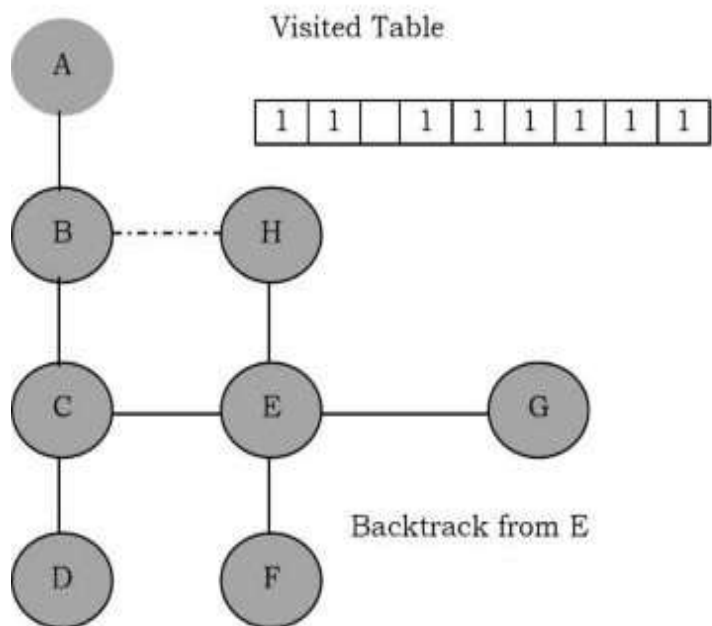 Visited Table
A
1 1 1 1 1 1 1 1
B H
C E G
Backtrack from E
D F